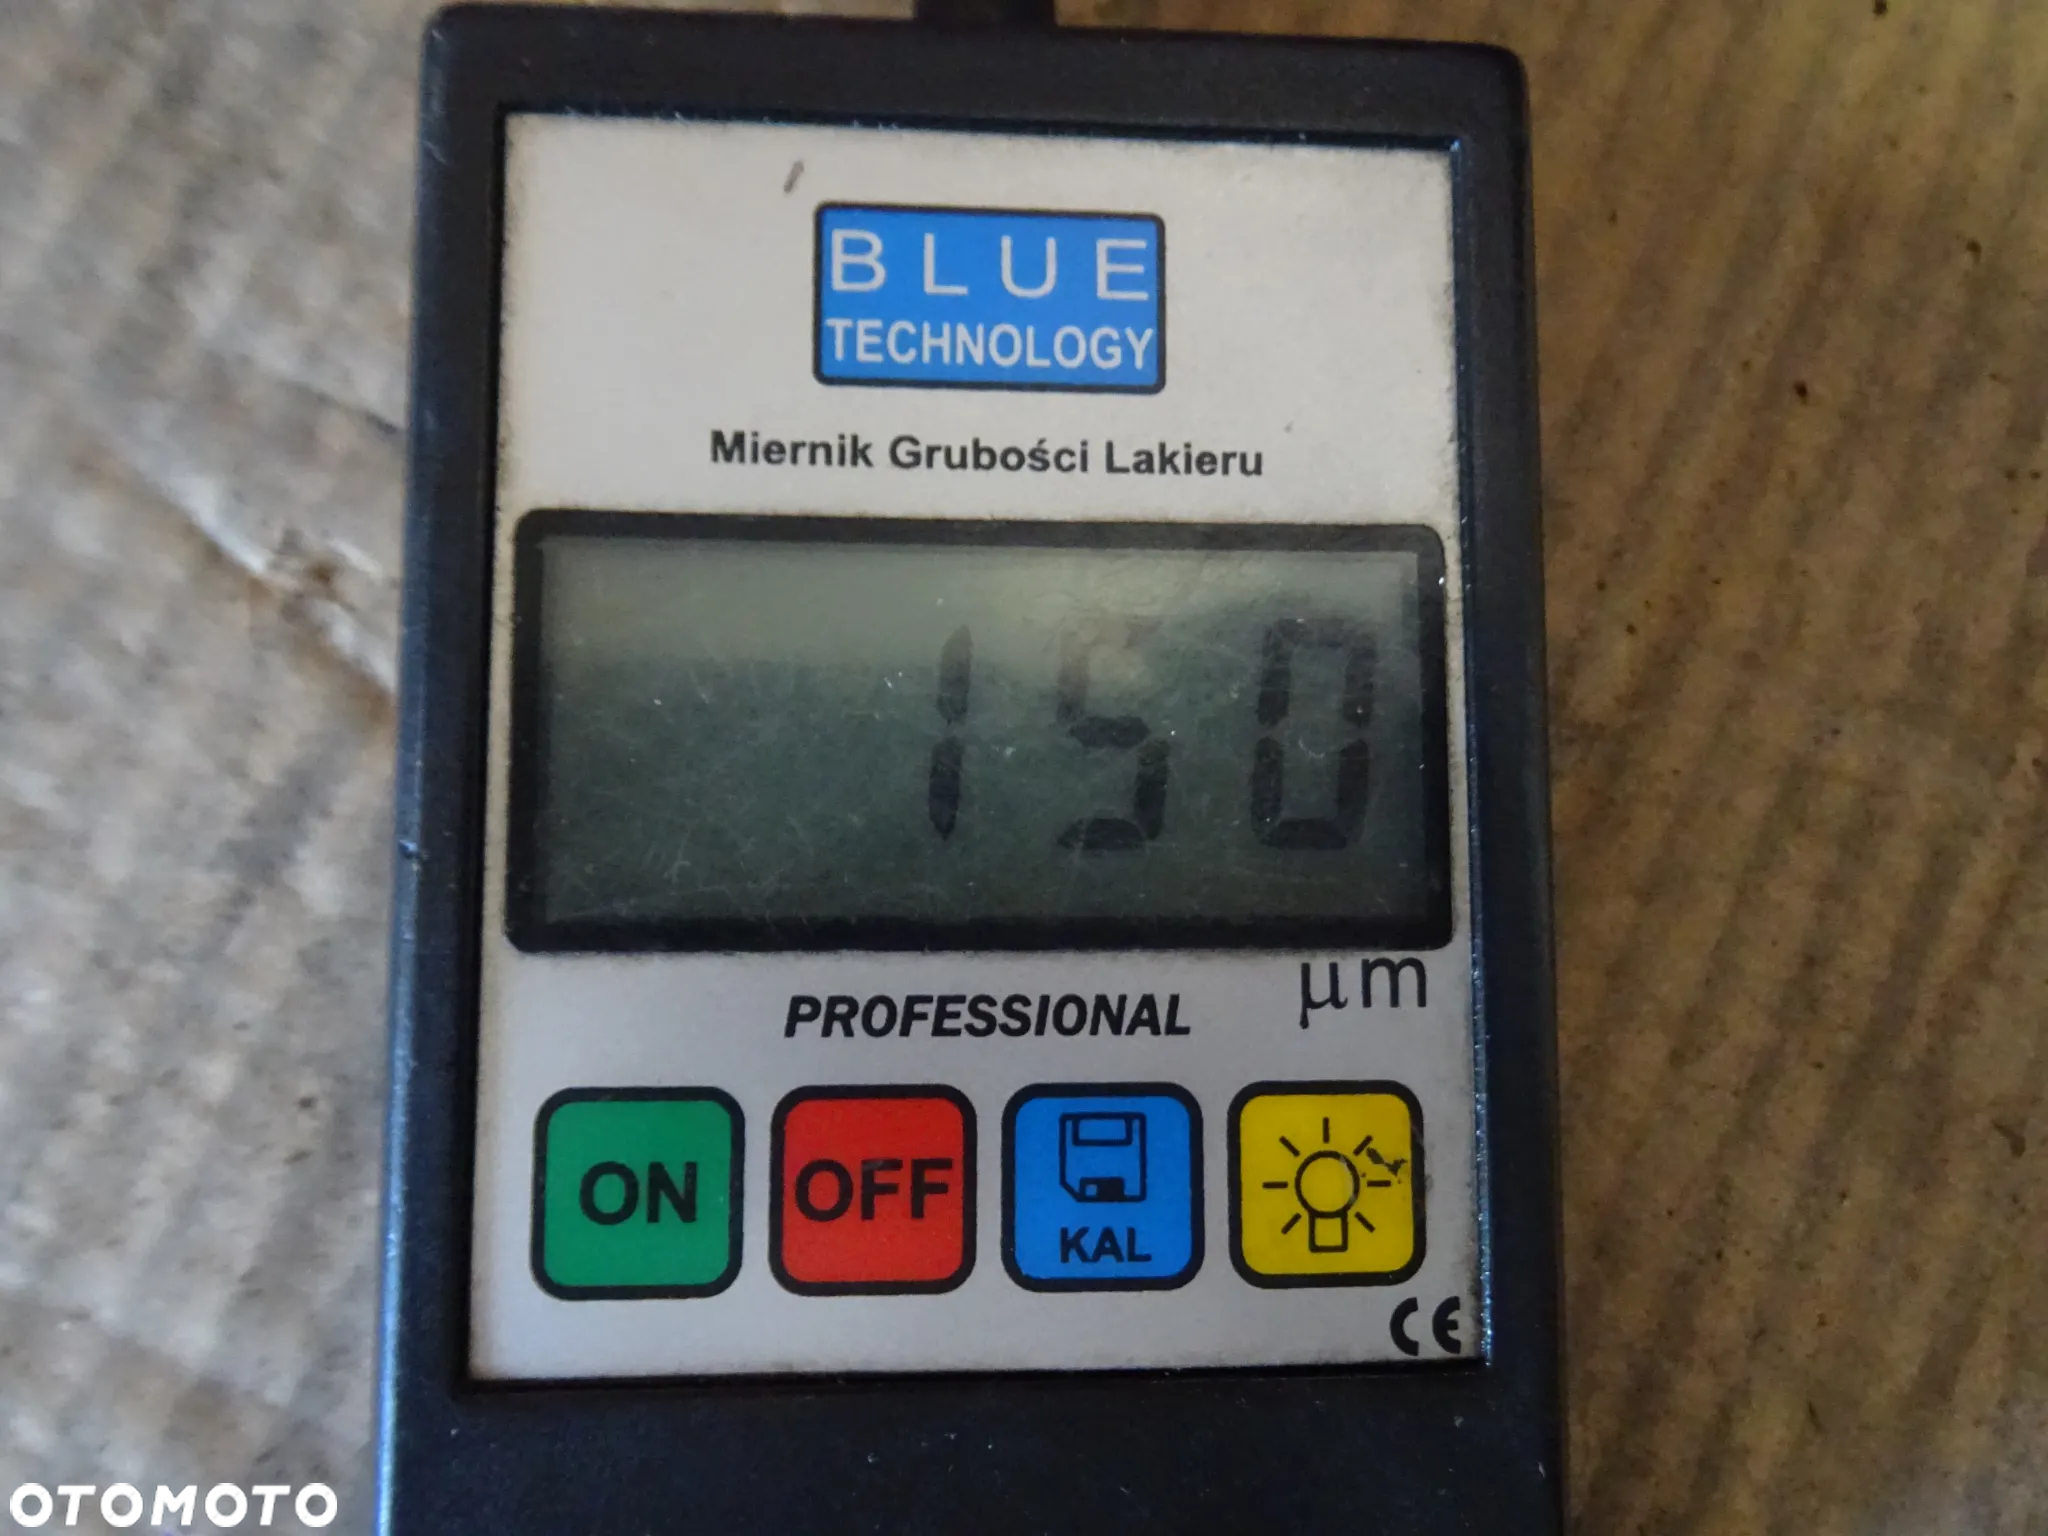 BLUE
TECHNOLOGY
Miernik Grubości Lakieru
150
µm
PROFESSIONAL
ON
OFF
KAL
CE
OTOMOTO